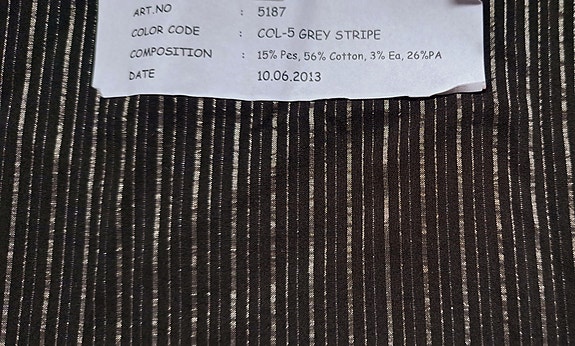 ART.NO : 5187
COLOR CODE : COL-5 GREY STRIPE
COMPOSITION : 15% Pes, 56% Cotton, 3% Ea, 26%PA
DATE 10.06.2013